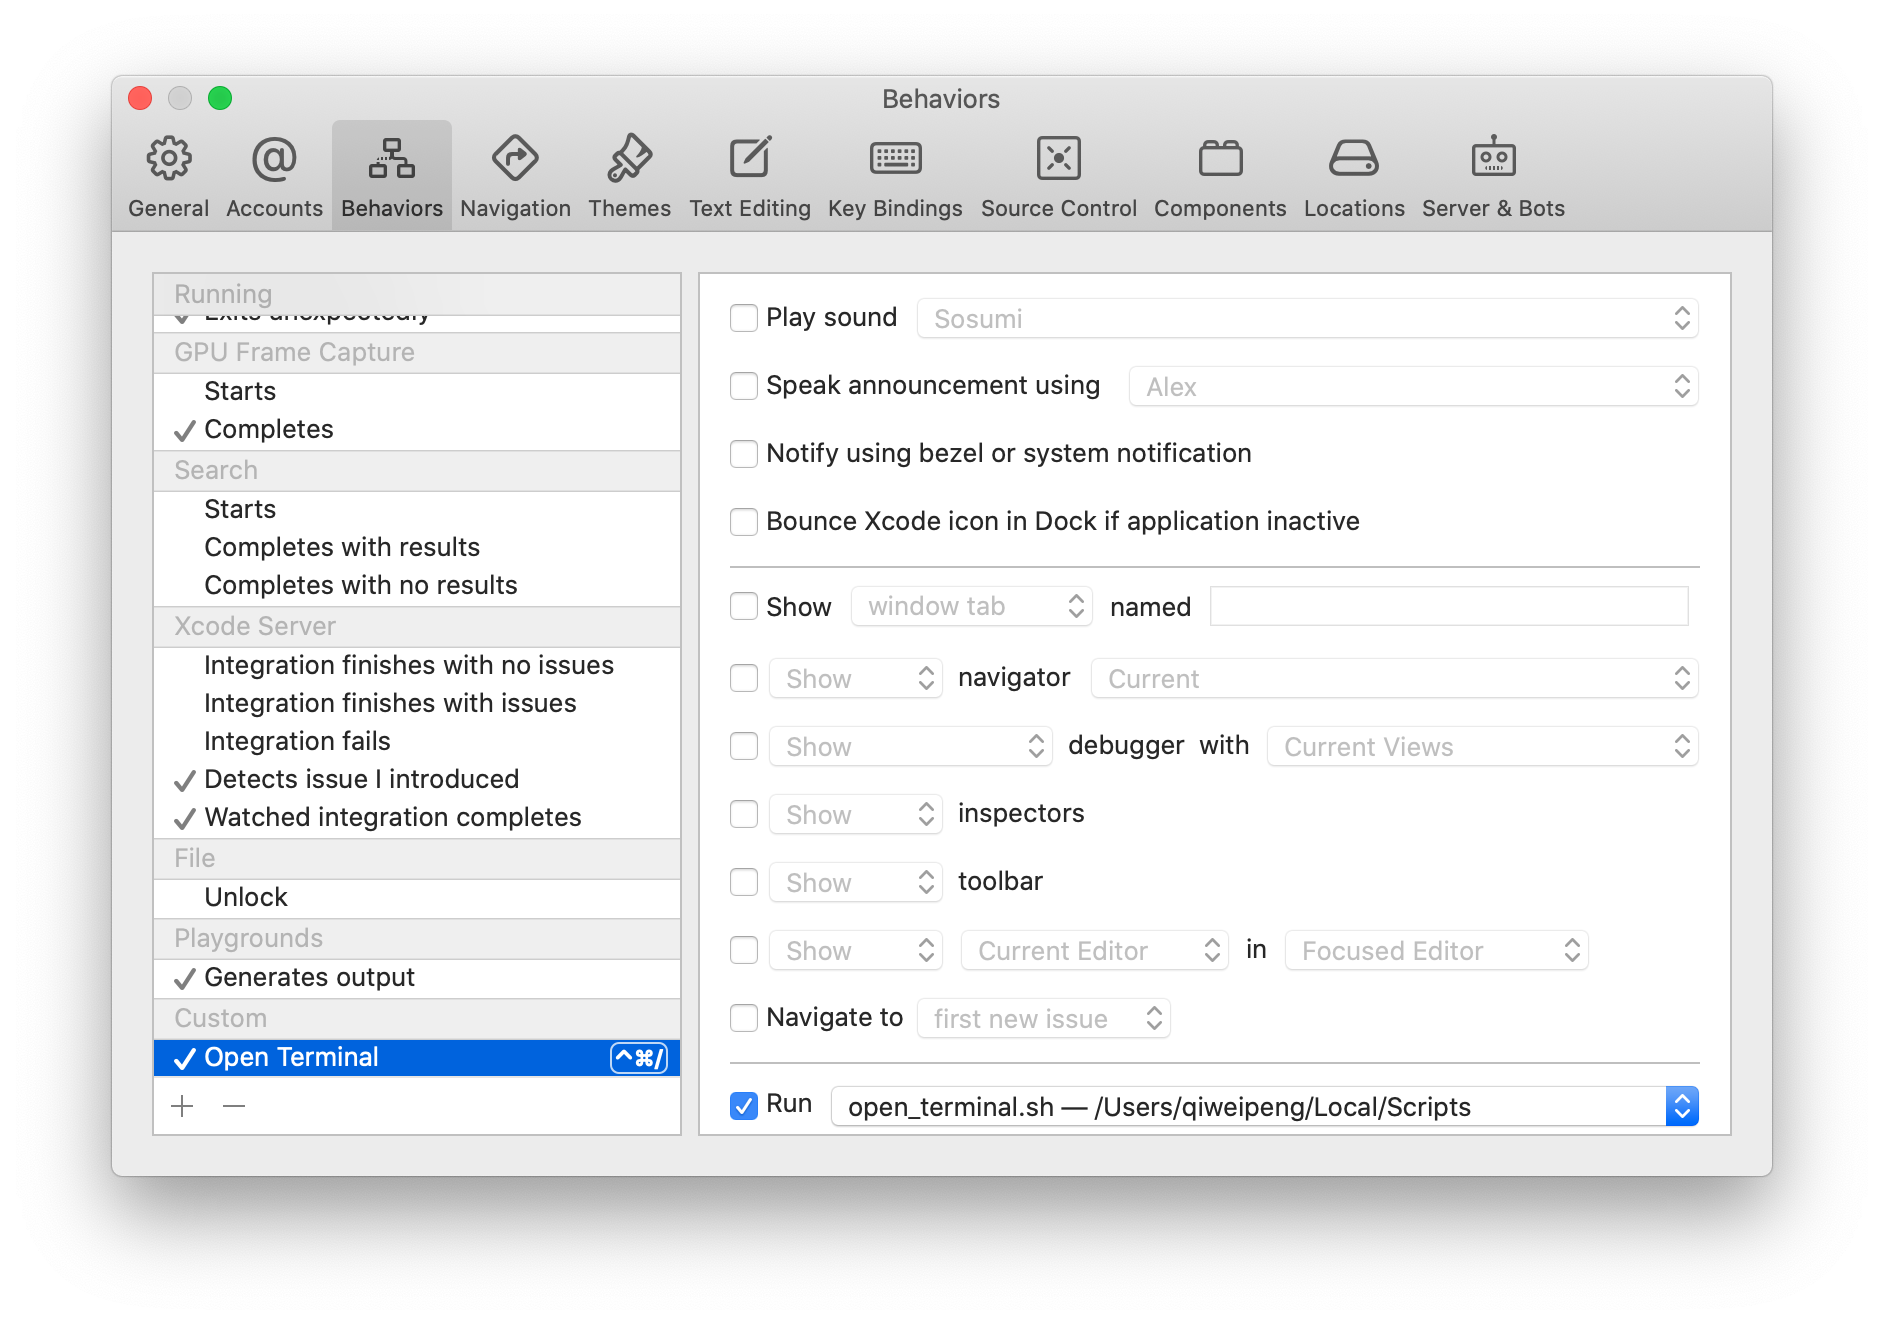 Behaviors
General Accounts Behaviors Navigation Themes Text Editing Key Bindings Source Control Components Locations Server & Bots
Running
Exits unexpectedly
GPU Frame Capture
Starts
Completes
Search
Starts
Completes with results
Completes with no results
Xcode Server
Integration finishes with no issues
Integration finishes with issues
Integration fails
Detects issue I introduced
Watched integration completes
File
Unlock
Playgrounds
Generates output
Custom
Open Terminal ^⌘/
Play sound Sosumi
Speak announcement using Alex
Notify using bezel or system notification
Bounce Xcode icon in Dock if application inactive
Show window tab named
Show navigator Current
Show debugger with Current Views
Show inspectors
Show toolbar
Show Current Editor in Focused Editor
Navigate to first new issue
Run open_terminal.sh — /Users/qiweipeng/Local/Scripts